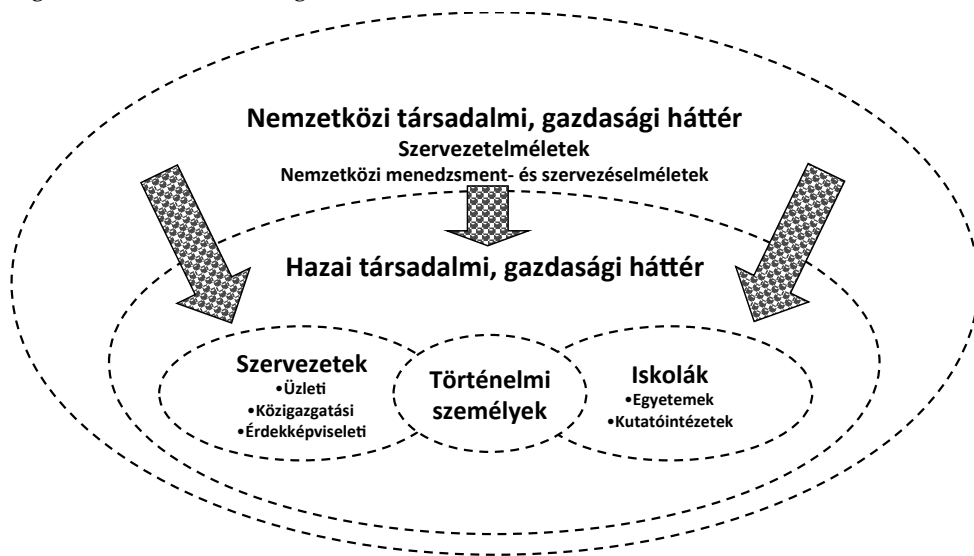 Nemzetközi társadalmi, gazdasági háttér
Szervezetelméletek
Nemzetközi menedzsment- és szervezéselméletek
Hazai társadalmi, gazdasági háttér
Szervezetek
•Üzleti
•Közigazgatási
•Érdekképviseleti
Történelmi
személyek
Iskolák
•Egyetemek
•Kutatóintézetek